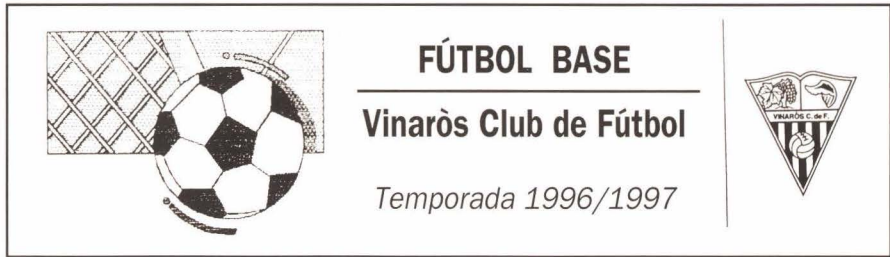 FÚTBOL BASE
Vinaròs Club de Fútbol
Temporada 1996/1997
VINARÒS C. de F.